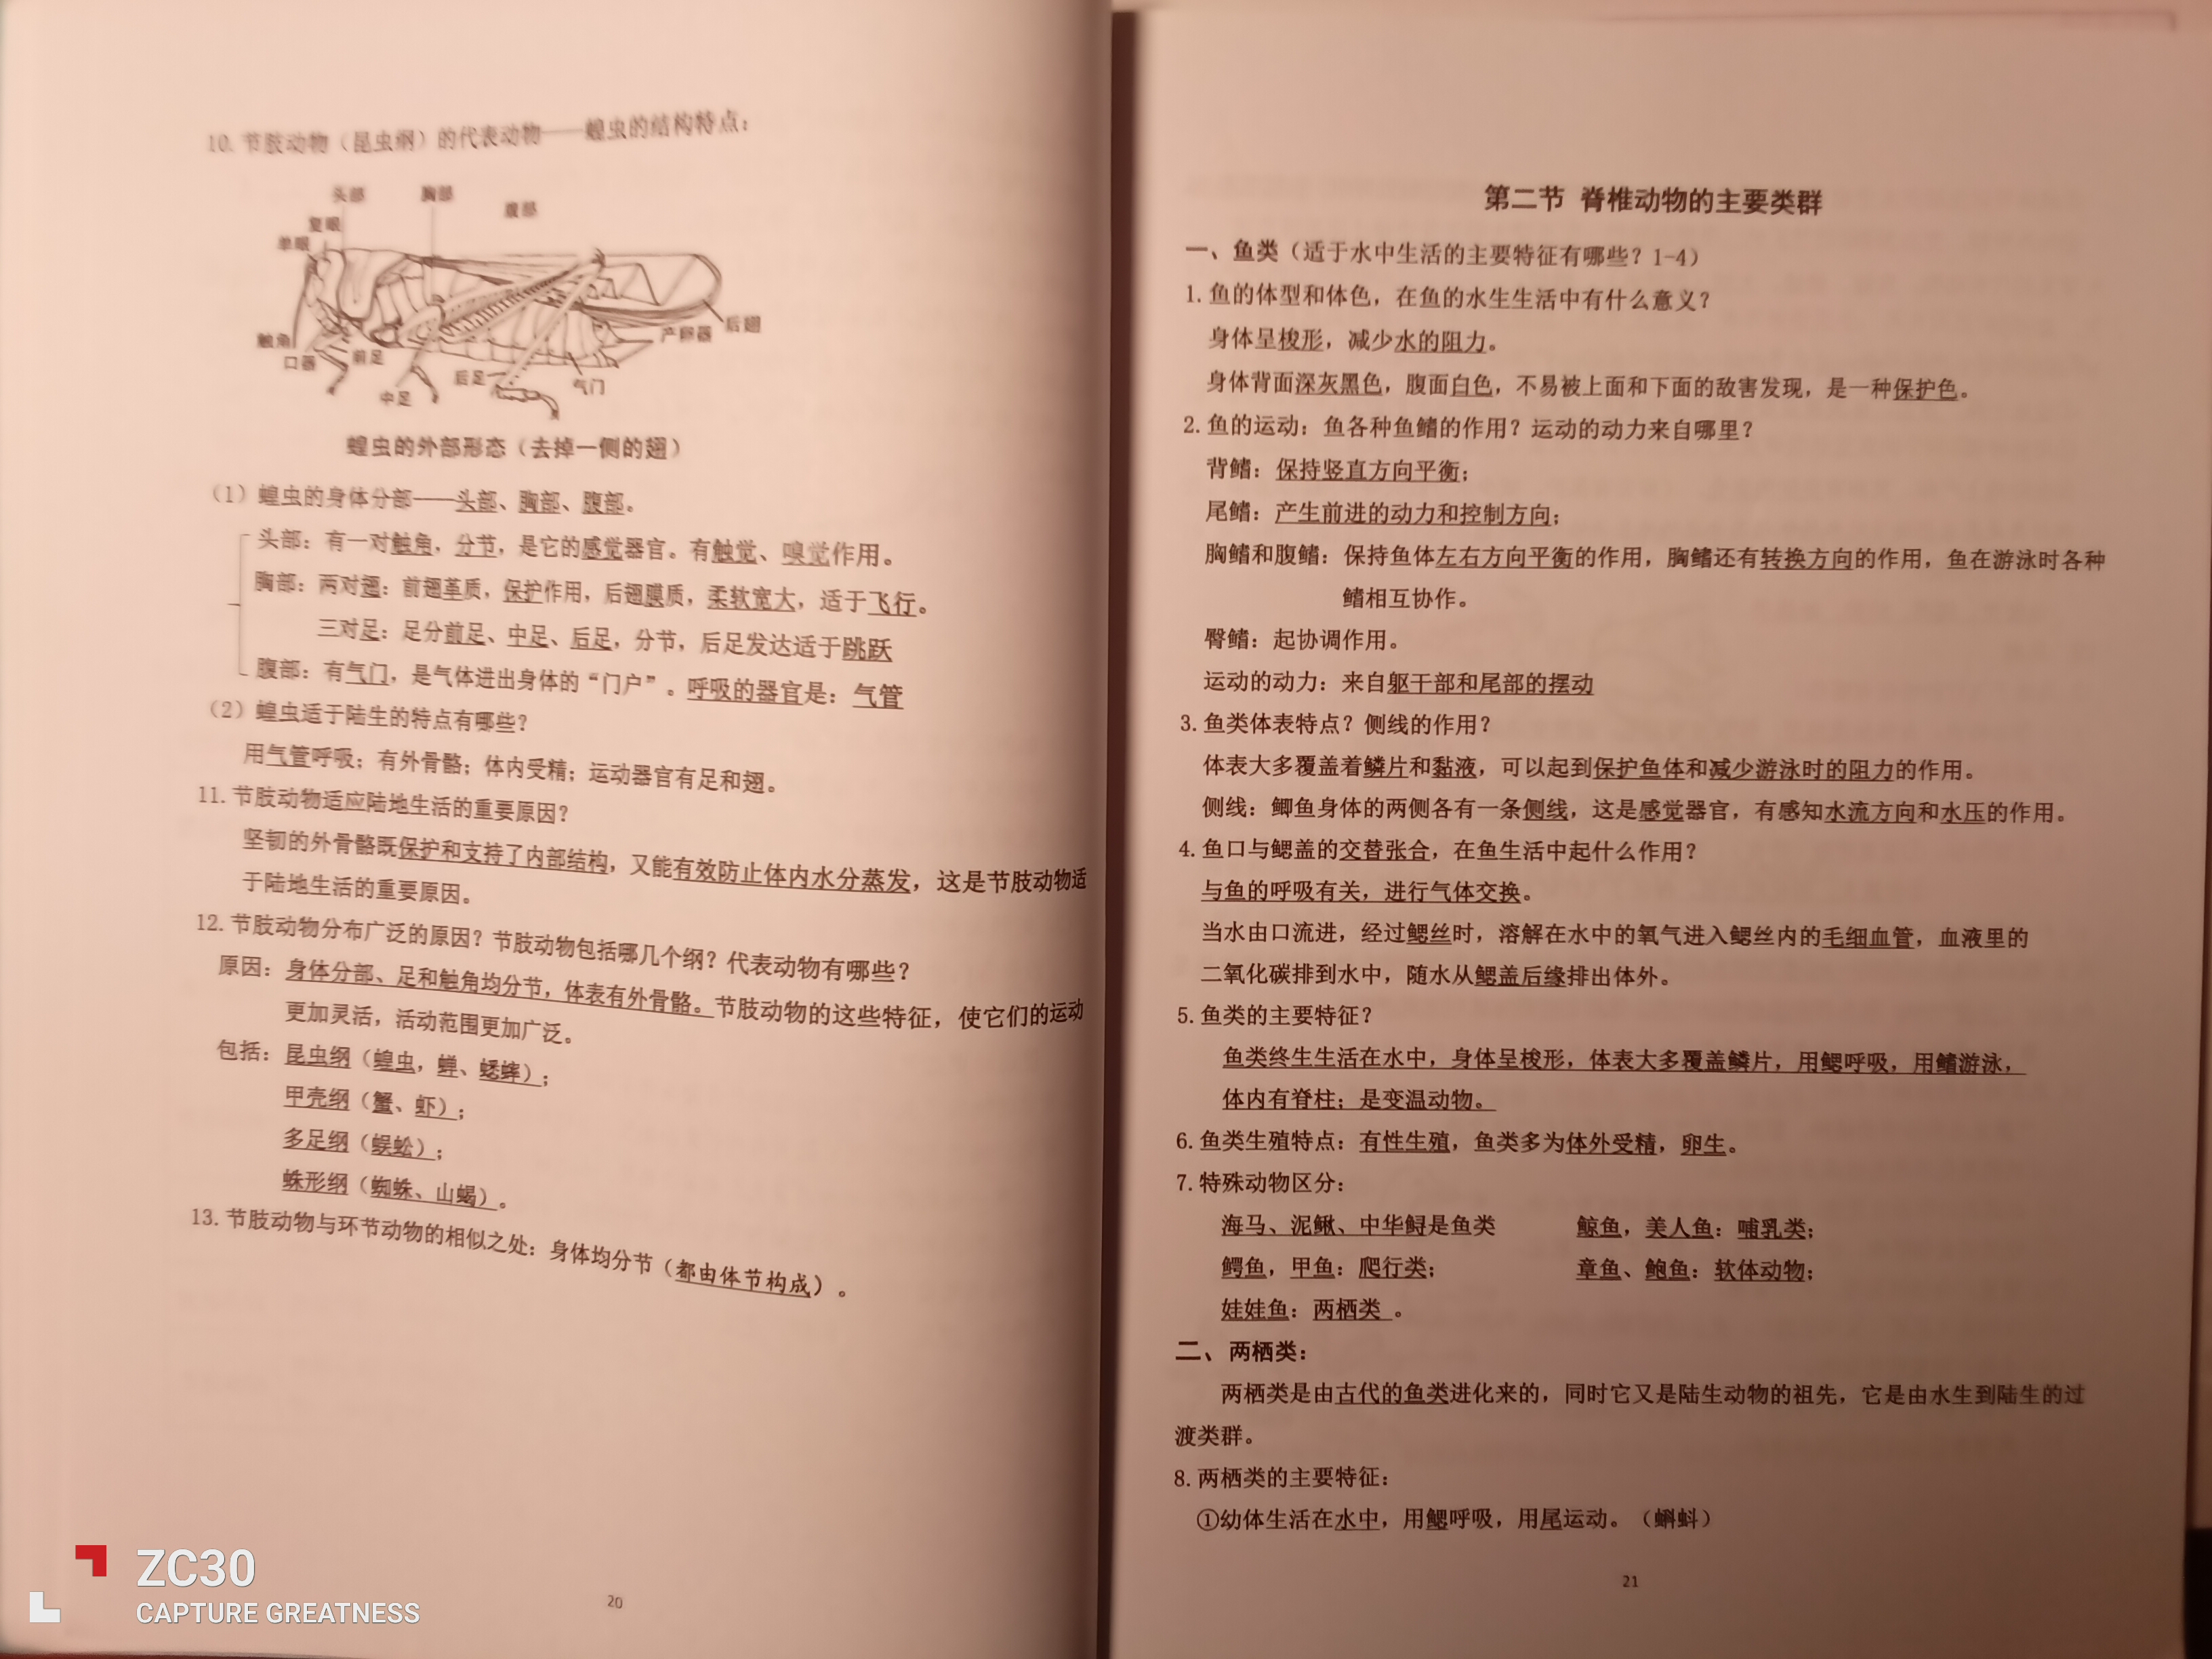 10. 节肢动物（昆虫纲）的代表动物——蝗虫的结构特点：
头部
胸部
腹部
复眼
单眼
触角
口器
前足
中足
后足
气门
产卵器
后翅
蝗虫的外部形态（去掉一侧的翅）
（1）蝗虫的身体分部——头部、胸部、腹部。
头部：有一对触角，分节，是它的感觉器官。有触觉、嗅觉作用。
胸部：两对翅：前翅革质，保护作用，后翅膜质，柔软宽大，适于飞行。
三对足：足分前足、中足、后足，分节，后足发达适于跳跃
腹部：有气门，是气体进出身体的“门户”。呼吸的器官是：气管
（2）蝗虫适于陆生的特点有哪些？
用气管呼吸；有外骨骼；体内受精；运动器官有足和翅。
11. 节肢动物适应陆地生活的重要原因？
坚韧的外骨骼既保护和支持了内部结构，又能有效防止体内水分蒸发，这是节肢动物适
于陆地生活的重要原因。
12. 节肢动物分布广泛的原因？节肢动物包括哪几个纲？代表动物有哪些？
原因：身体分部、足和触角均分节，体表有外骨骼。节肢动物的这些特征，使它们的运动
更加灵活，活动范围更加广泛。
包括：昆虫纲（蝗虫，蝉、蟋蟀）；
甲壳纲（蟹、虾）；
多足纲（蜈蚣）；
蛛形纲（蜘蛛、山蝎）。
13. 节肢动物与环节动物的相似之处：身体均分节（都由体节构成）。
20
ZC30
CAPTURE GREATNESS
第二节 脊椎动物的主要类群
一、鱼类（适于水中生活的主要特征有哪些？1-4）
1. 鱼的体型和体色，在鱼的水生生活中有什么意义？
身体呈梭形，减少水的阻力。
身体背面深灰黑色，腹面白色，不易被上面和下面的敌害发现，是一种保护色。
2. 鱼的运动：鱼各种鱼鳍的作用？运动的动力来自哪里？
背鳍：保持竖直方向平衡；
尾鳍：产生前进的动力和控制方向；
胸鳍和腹鳍：保持鱼体左右方向平衡的作用，胸鳍还有转换方向的作用，鱼在游泳时各种
鳍相互协作。
臀鳍：起协调作用。
运动的动力：来自躯干部和尾部的摆动
3. 鱼类体表特点？侧线的作用？
体表大多覆盖着鳞片和黏液，可以起到保护鱼体和减少游泳时的阻力的作用。
侧线：鲫鱼身体的两侧各有一条侧线，这是感觉器官，有感知水流方向和水压的作用。
4. 鱼口与鳃盖的交替张合，在鱼生活中起什么作用？
与鱼的呼吸有关，进行气体交换。
当水由口流进，经过鳃丝时，溶解在水中的氧气进入鳃丝内的毛细血管，血液里的
二氧化碳排到水中，随水从鳃盖后缘排出体外。
5. 鱼类的主要特征？
鱼类终生生活在水中，身体呈梭形，体表大多覆盖鳞片，用鳃呼吸，用鳍游泳，
体内有脊柱；是变温动物。
6. 鱼类生殖特点：有性生殖，鱼类多为体外受精，卵生。
7. 特殊动物区分：
海马、泥鳅、中华鲟是鱼类 鲸鱼，美人鱼：哺乳类；
鳄鱼，甲鱼：爬行类； 章鱼、鲍鱼：软体动物；
娃娃鱼：两栖类 。
二、两栖类：
两栖类是由古代的鱼类进化来的，同时它又是陆生动物的祖先，它是由水生到陆生的过
渡类群。
8. 两栖类的主要特征：
①幼体生活在水中，用鳃呼吸，用尾运动。（蝌蚪）
21